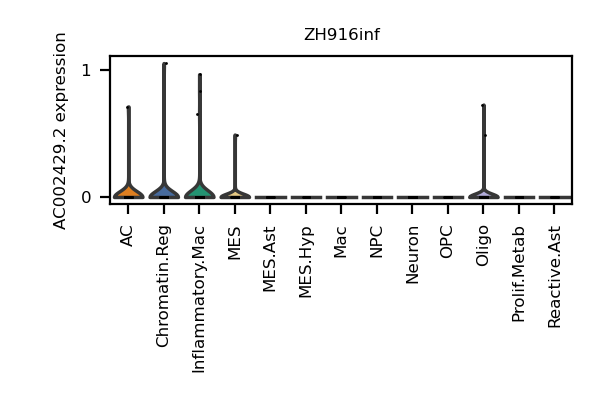 ZH916inf
AC002429.2 expression
1
0
AC
Chromatin.Reg
Inflammatory.Mac
MES
MES.Ast
MES.Hyp
Mac
NPC
Neuron
OPC
Oligo
Prolif.Metab
Reactive.Ast